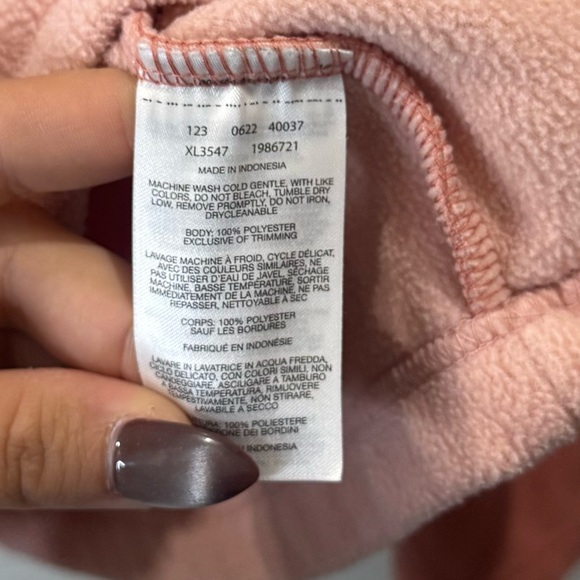 123 0622 40037
XL3547 1986721
MADE IN INDONESIA
MACHINE WASH COLD GENTLE, WITH LIKE
COLORS, DO NOT BLEACH, TUMBLE DRY
LOW, REMOVE PROMPTLY, DO NOT IRON,
DRYCLEANABLE
BODY: 100% POLYESTER
EXCLUSIVE OF TRIMMING
LAVAGE MACHINE À FROID, CYCLE DÉLICAT,
AVEC DES COULEURS SIMILAIRES, NE
PAS UTILISER D'EAU DE JAVEL, SÉCHAGE
MACHINE, BASSE TEMPÉRATURE, SORTIR
IMMÉDIATEMENT DE LA MACHINE, NE PAS
REPASSER, NETTOYABLE À SEC
CORPS: 100% POLYESTER
SAUF LES BORDURES
FABRIQUÉ EN INDONÉSIE
LAVARE IN LAVATRICE IN ACQUA FREDDA,
CICLO DELICATO, CON COLORI SIMILI, NON
CANDEGGIARE, ASCILIGARE A TAMBURO
A BASSA TEMPERATURA, RIMUOVERE
TEMPESTIVAMENTE, NON STIRARE,
LAVABILE A SECCO
100% POLIESTERE
DEI BORDINI
INDONESIA